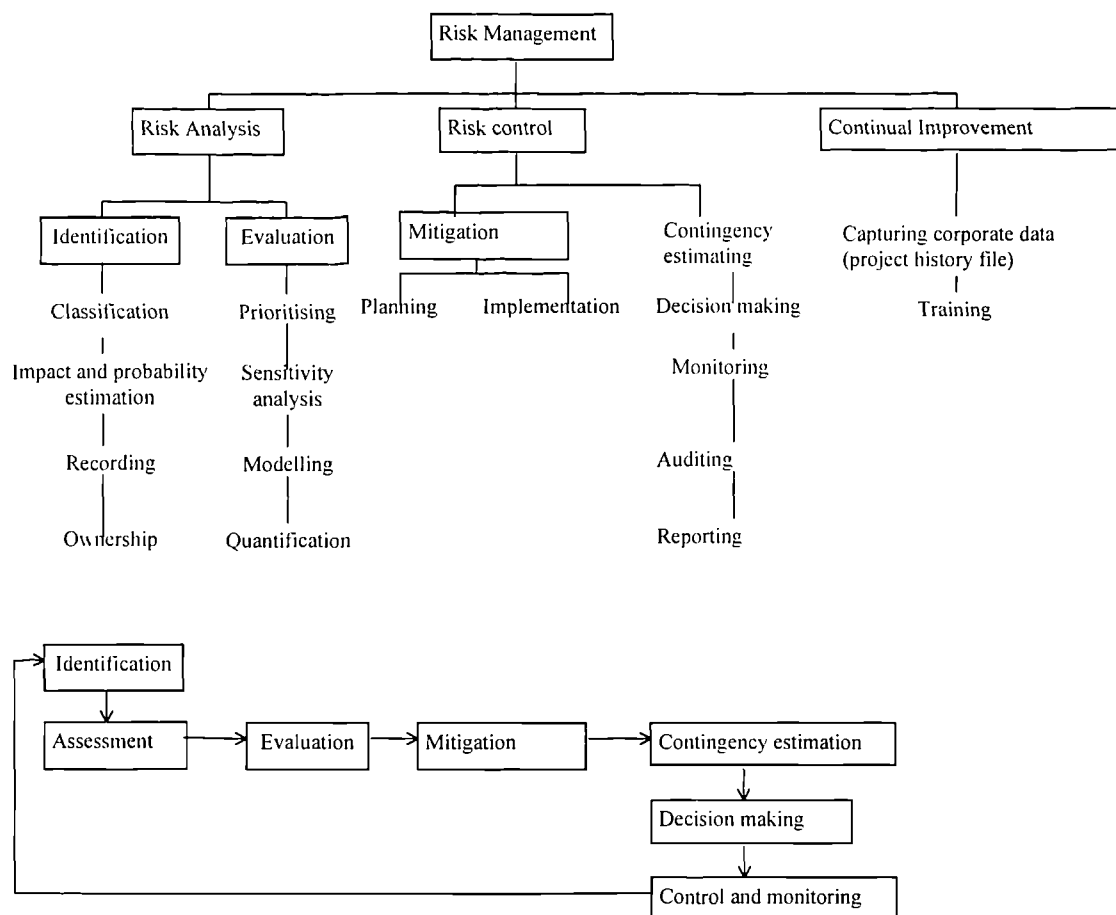 Risk Management
Risk Analysis
Risk control
Continual Improvement
Identification
Evaluation
Mitigation
Contingency
estimating
Capturing corporate data
(project history file)
Classification
Prioritising
Planning
Implementation
Decision making
Training
Impact and probability
estimation
Sensitivity
analysis
Monitoring
Recording
Modelling
Auditing
Ownership
Quantification
Reporting
Identification
Assessment
Evaluation
Mitigation
Contingency estimation
Decision making
Control and monitoring